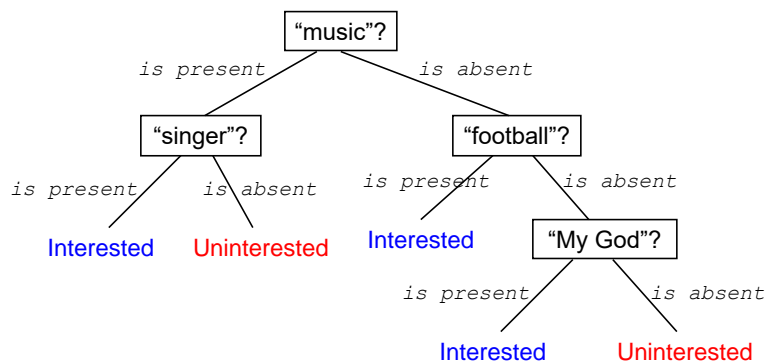 “music”?
is present
is absent
“singer”?
“football”?
is present
is absent
is present
is absent
Interested
Uninterested
Interested
“My God”?
is present
is absent
Interested
Uninterested